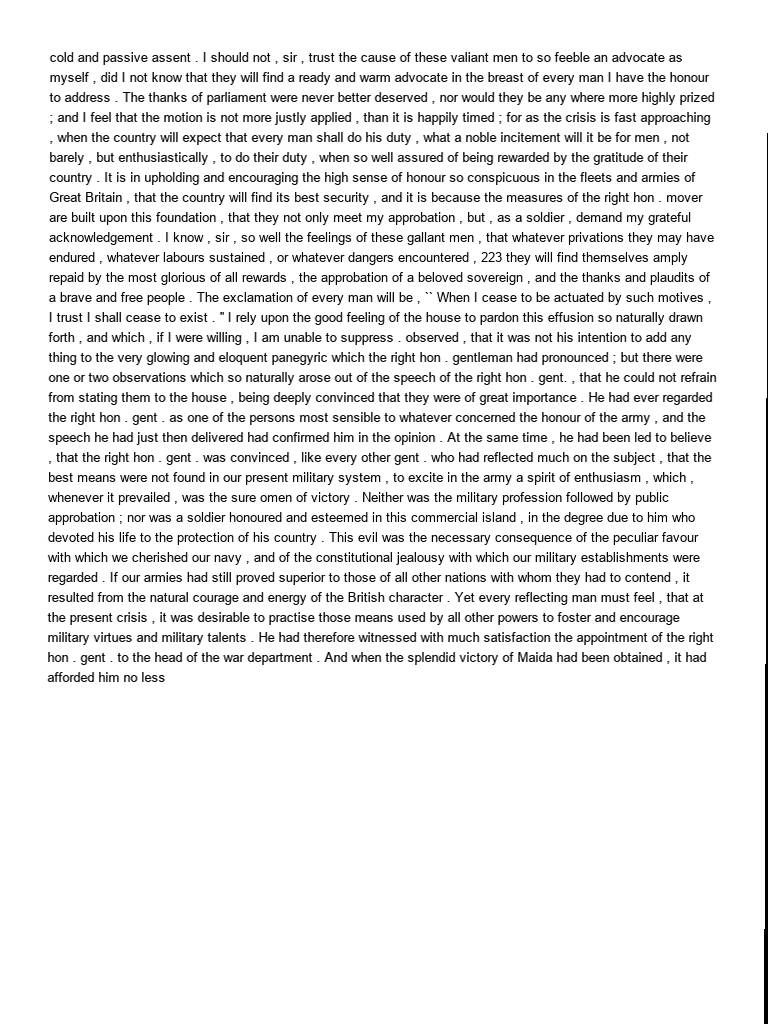 cold and passive assent . I should not , sir , trust the cause of these valiant men to so feeble an advocate as
myself , did I not know that they will find a ready and warm advocate in the breast of every man I have the honour
to address . The thanks of parliament were never better deserved , nor would they be any where more highly prized
; and I feel that the motion is not more justly applied , than it is happily timed ; for as the crisis is fast approaching
, when the country will expect that every man shall do his duty , what a noble incitement will it be for men , not
barely , but enthusiastically , to do their duty , when so well assured of being rewarded by the gratitude of their
country . It is in upholding and encouraging the high sense of honour so conspicuous in the fleets and armies of
Great Britain , that the country will find its best security , and it is because the measures of the right hon . mover
are built upon this foundation , that they not only meet my approbation , but , as a soldier , demand my grateful
acknowledgement . I know , sir , so well the feelings of these gallant men , that whatever privations they may have
endured , whatever labours sustained , or whatever dangers encountered , 223 they will find themselves amply
repaid by the most glorious of all rewards , the approbation of a beloved sovereign , and the thanks and plaudits of
a brave and free people . The exclamation of every man will be , `` When I cease to be actuated by such motives ,
I trust I shall cease to exist . " I rely upon the good feeling of the house to pardon this effusion so naturally drawn
forth , and which , if I were willing , I am unable to suppress . observed , that it was not his intention to add any
thing to the very glowing and eloquent panegyric which the right hon . gentleman had pronounced ; but there were
one or two observations which so naturally arose out of the speech of the right hon . gent. , that he could not refrain
from stating them to the house , being deeply convinced that they were of great importance . He had ever regarded
the right hon . gent . as one of the persons most sensible to whatever concerned the honour of the army , and the
speech he had just then delivered had confirmed him in the opinion . At the same time , he had been led to believe
, that the right hon . gent . was convinced , like every other gent . who had reflected much on the subject , that the
best means were not found in our present military system , to excite in the army a spirit of enthusiasm , which ,
whenever it prevailed , was the sure omen of victory . Neither was the military profession followed by public
approbation ; nor was a soldier honoured and esteemed in this commercial island , in the degree due to him who
devoted his life to the protection of his country . This evil was the necessary consequence of the peculiar favour
with which we cherished our navy , and of the constitutional jealousy with which our military establishments were
regarded . If our armies had still proved superior to those of all other nations with whom they had to contend , it
resulted from the natural courage and energy of the British character . Yet every reflecting man must feel , that at
the present crisis , it was desirable to practise those means used by all other powers to foster and encourage
military virtues and military talents . He had therefore witnessed with much satisfaction the appointment of the right
hon . gent . to the head of the war department . And when the splendid victory of Maida had been obtained , it had
afforded him no less